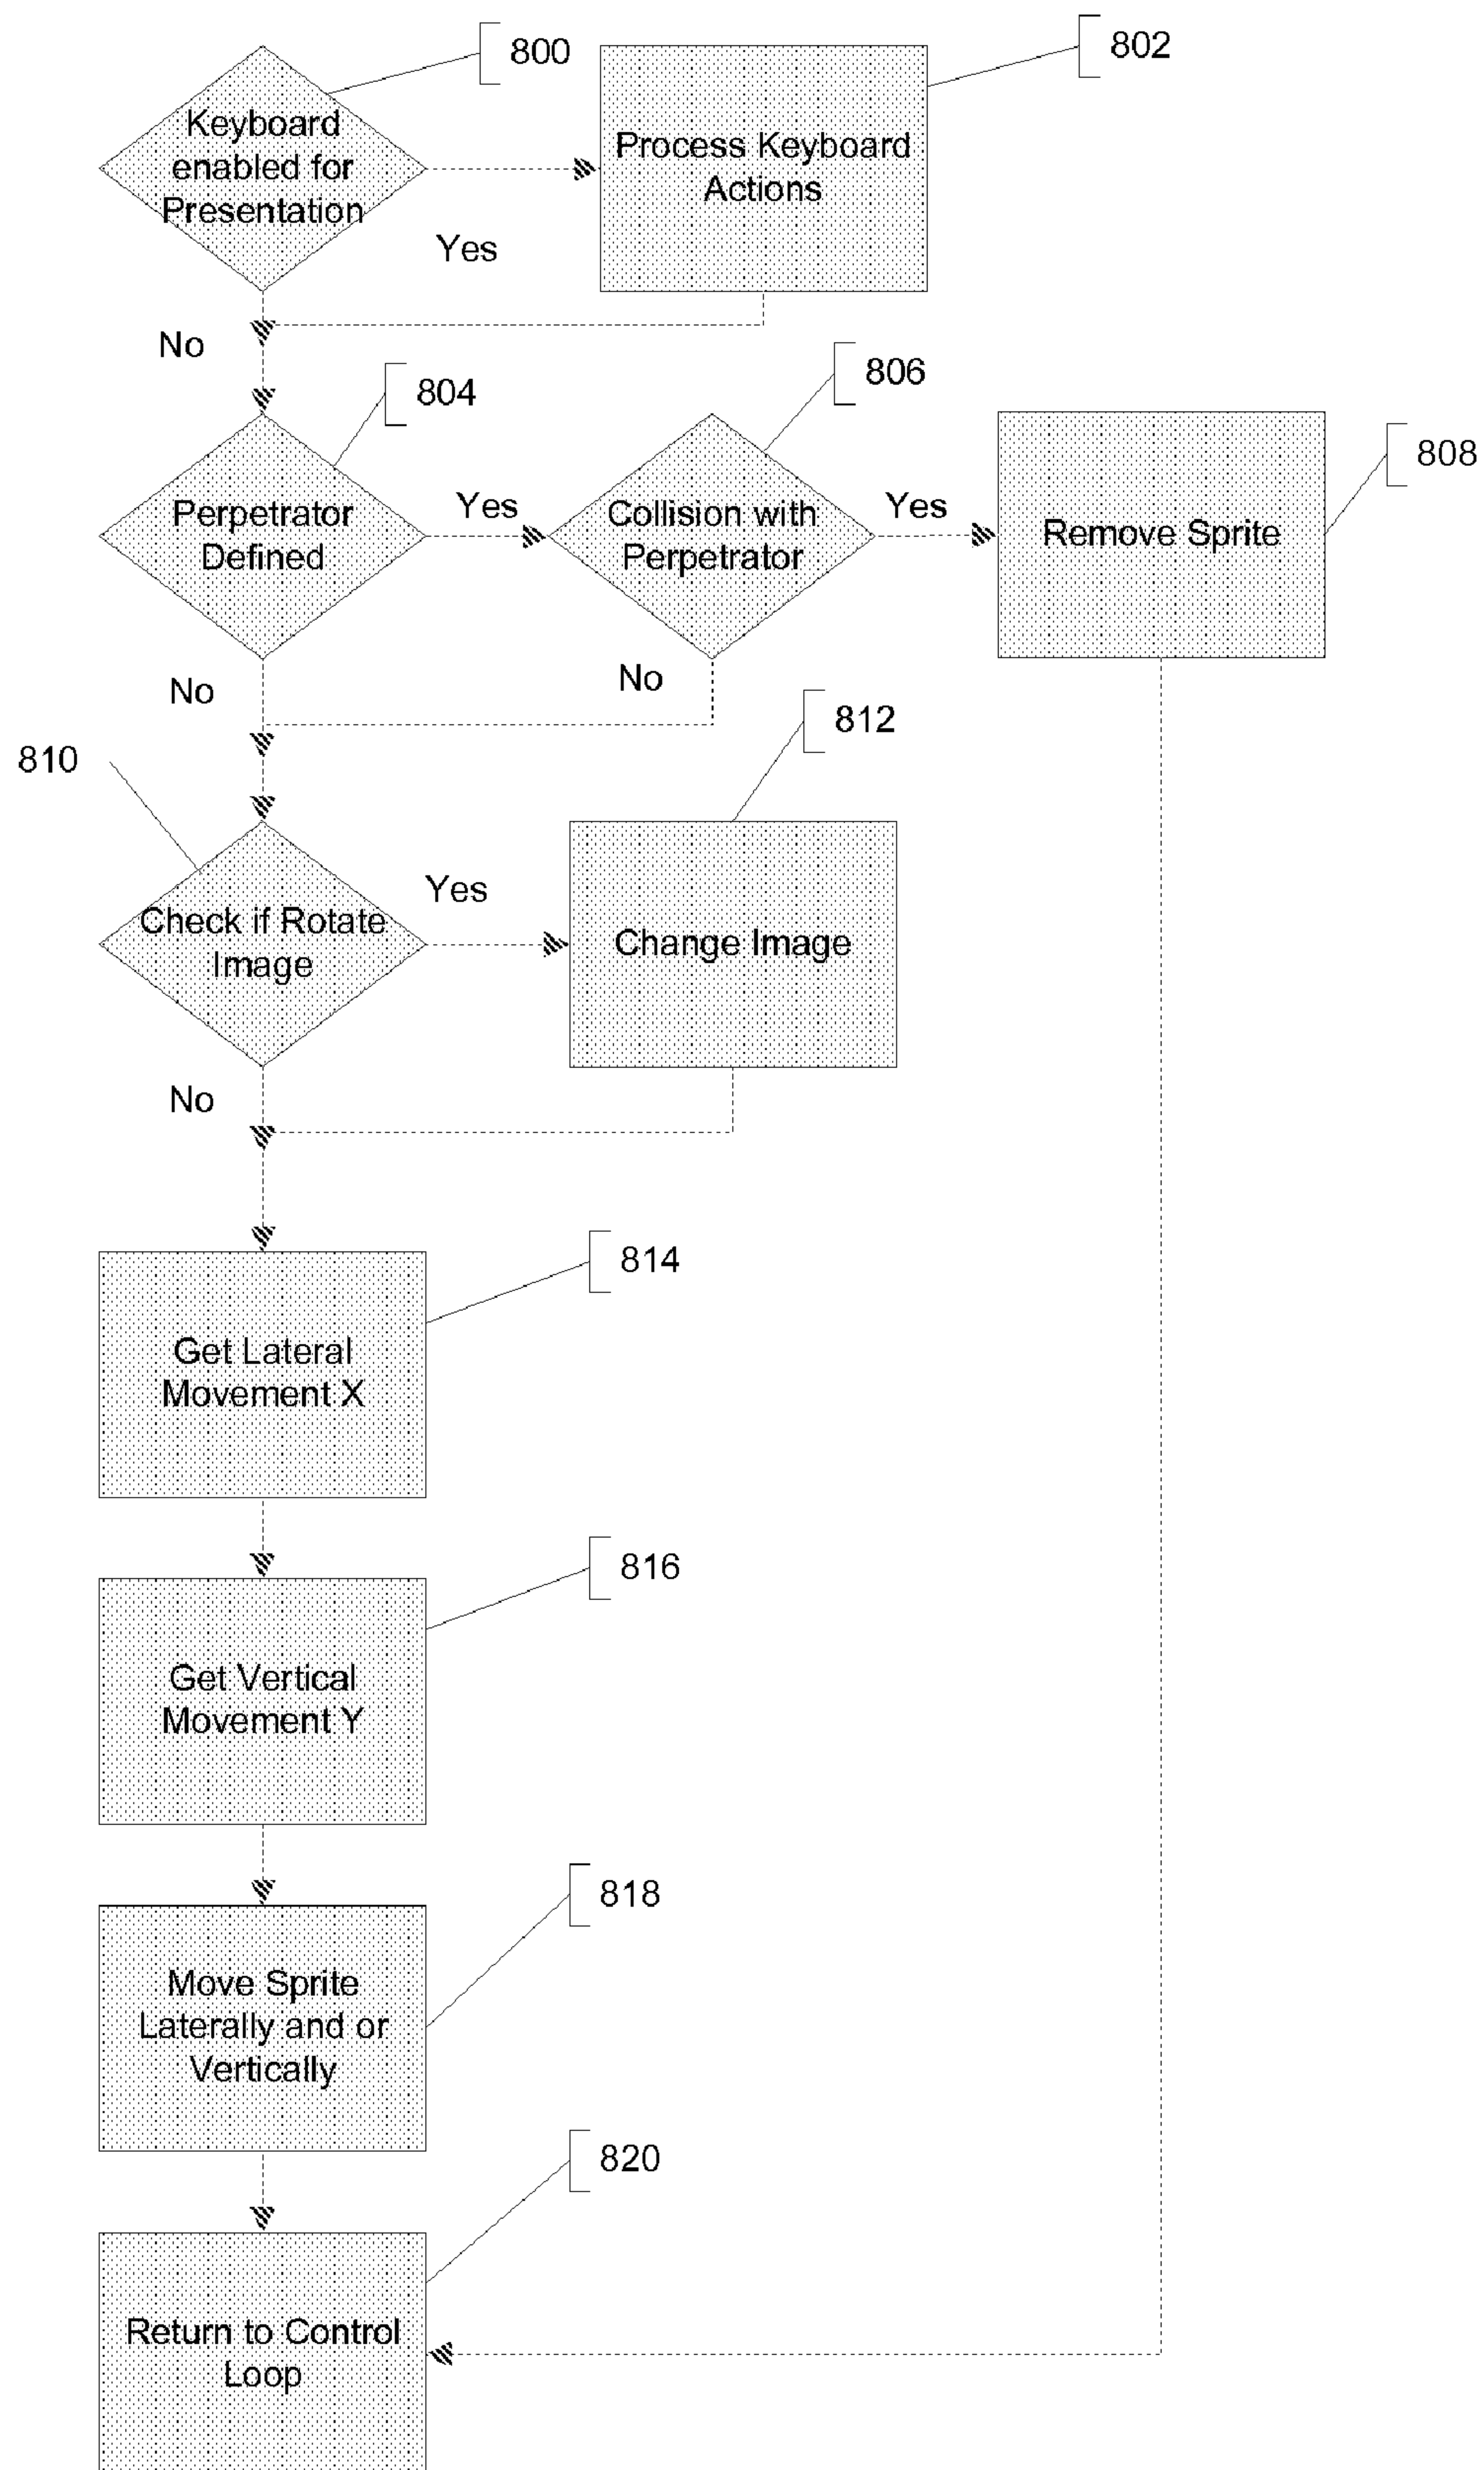 800
802
Keyboard
enabled for
Presentation
Process Keyboard
Actions
Yes
No
804
806
808
Perpetrator
Defined
Yes
Collision with
Perpetrator
Yes
Remove Sprite
No
No
810
812
Check if Rotate
Image
Yes
Change Image
No
814
Get Lateral
Movement X
816
Get Vertical
Movement Y
818
Move Sprite
Laterally and or
Vertically
820
Return to Control
Loop